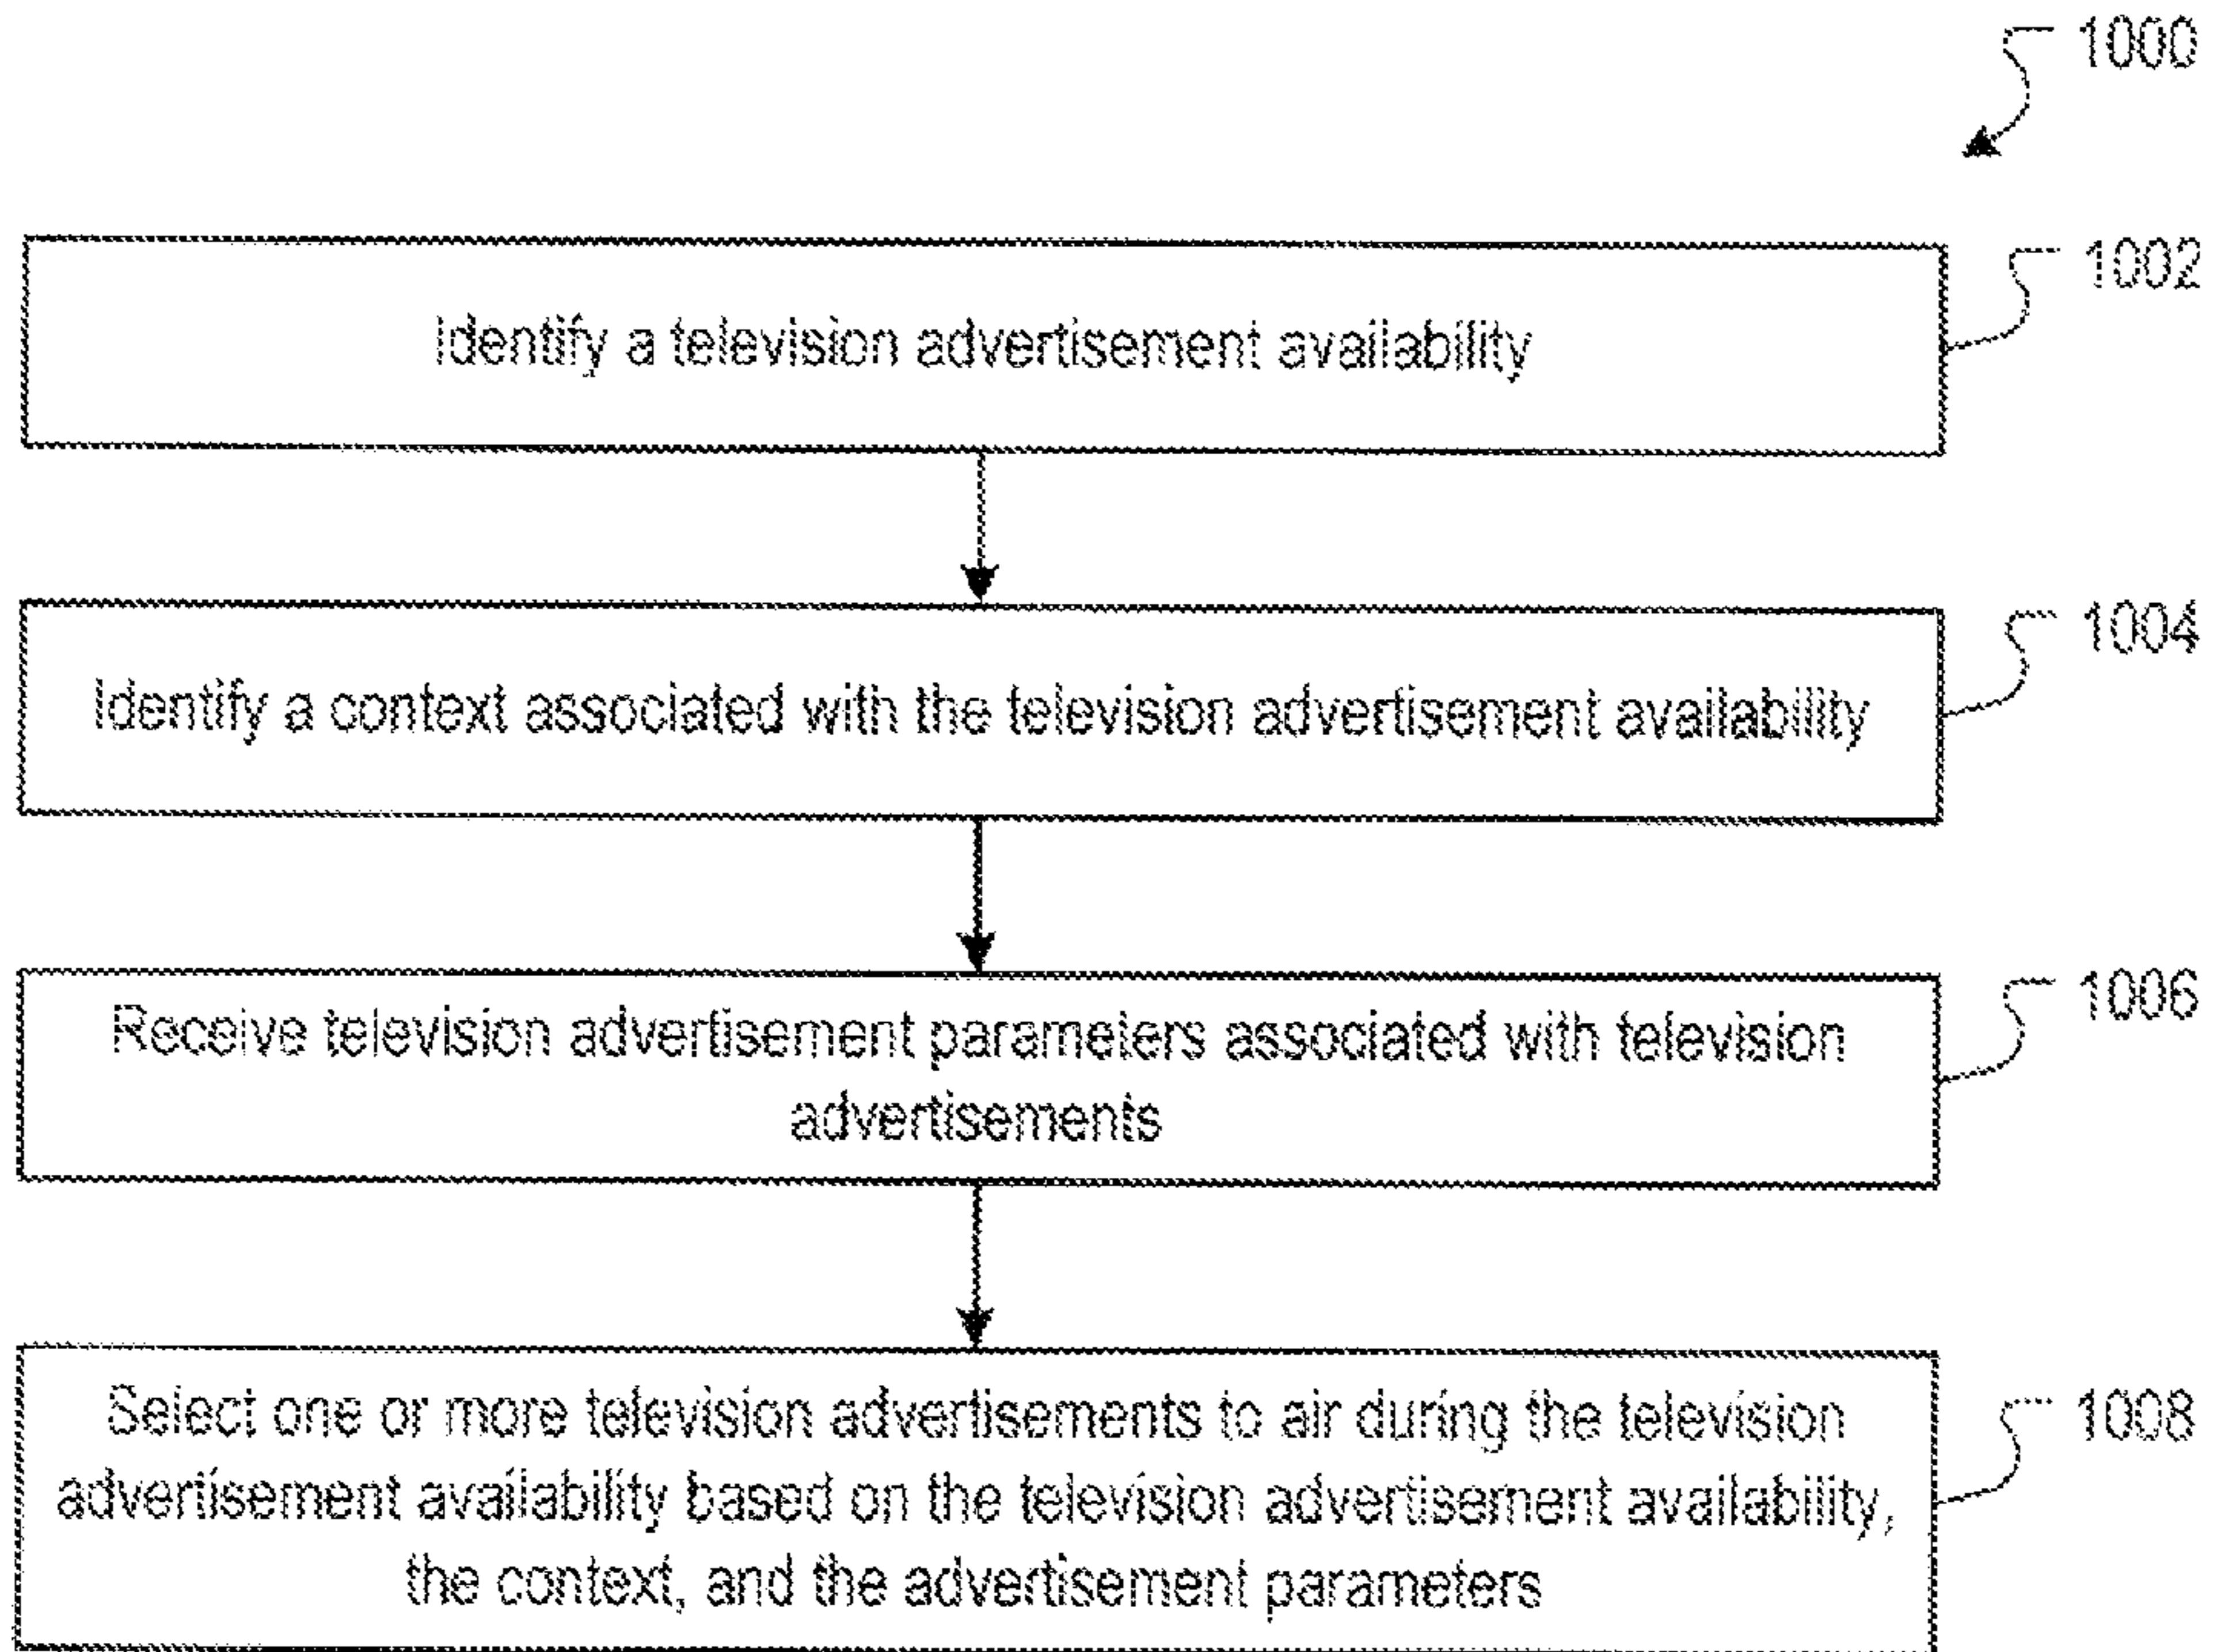 1000
1002
Identify a television advertisement availability
1004
Identify a context associated with the television advertisement availability
1006
Receive television advertisement parameters associated with television
advertisements
1008
Select one or more television advertisements to air during the television
advertisement availability based on the television advertisement availability,
the context, and the advertisement parameters